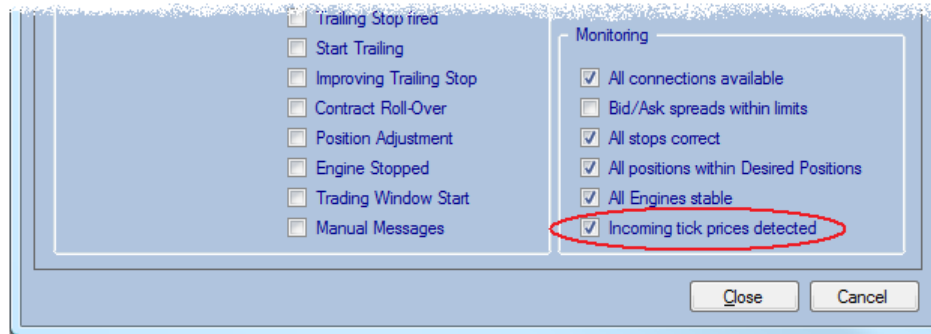 Trailing Stop fired
Start Trailing
Improving Trailing Stop
Contract Roll-Over
Position Adjustment
Engine Stopped
Trading Window Start
Manual Messages
Monitoring
All connections available
Bid/Ask spreads within limits
All stops correct
All positions within Desired Positions
All Engines stable
Incoming tick prices detected
Close
Cancel